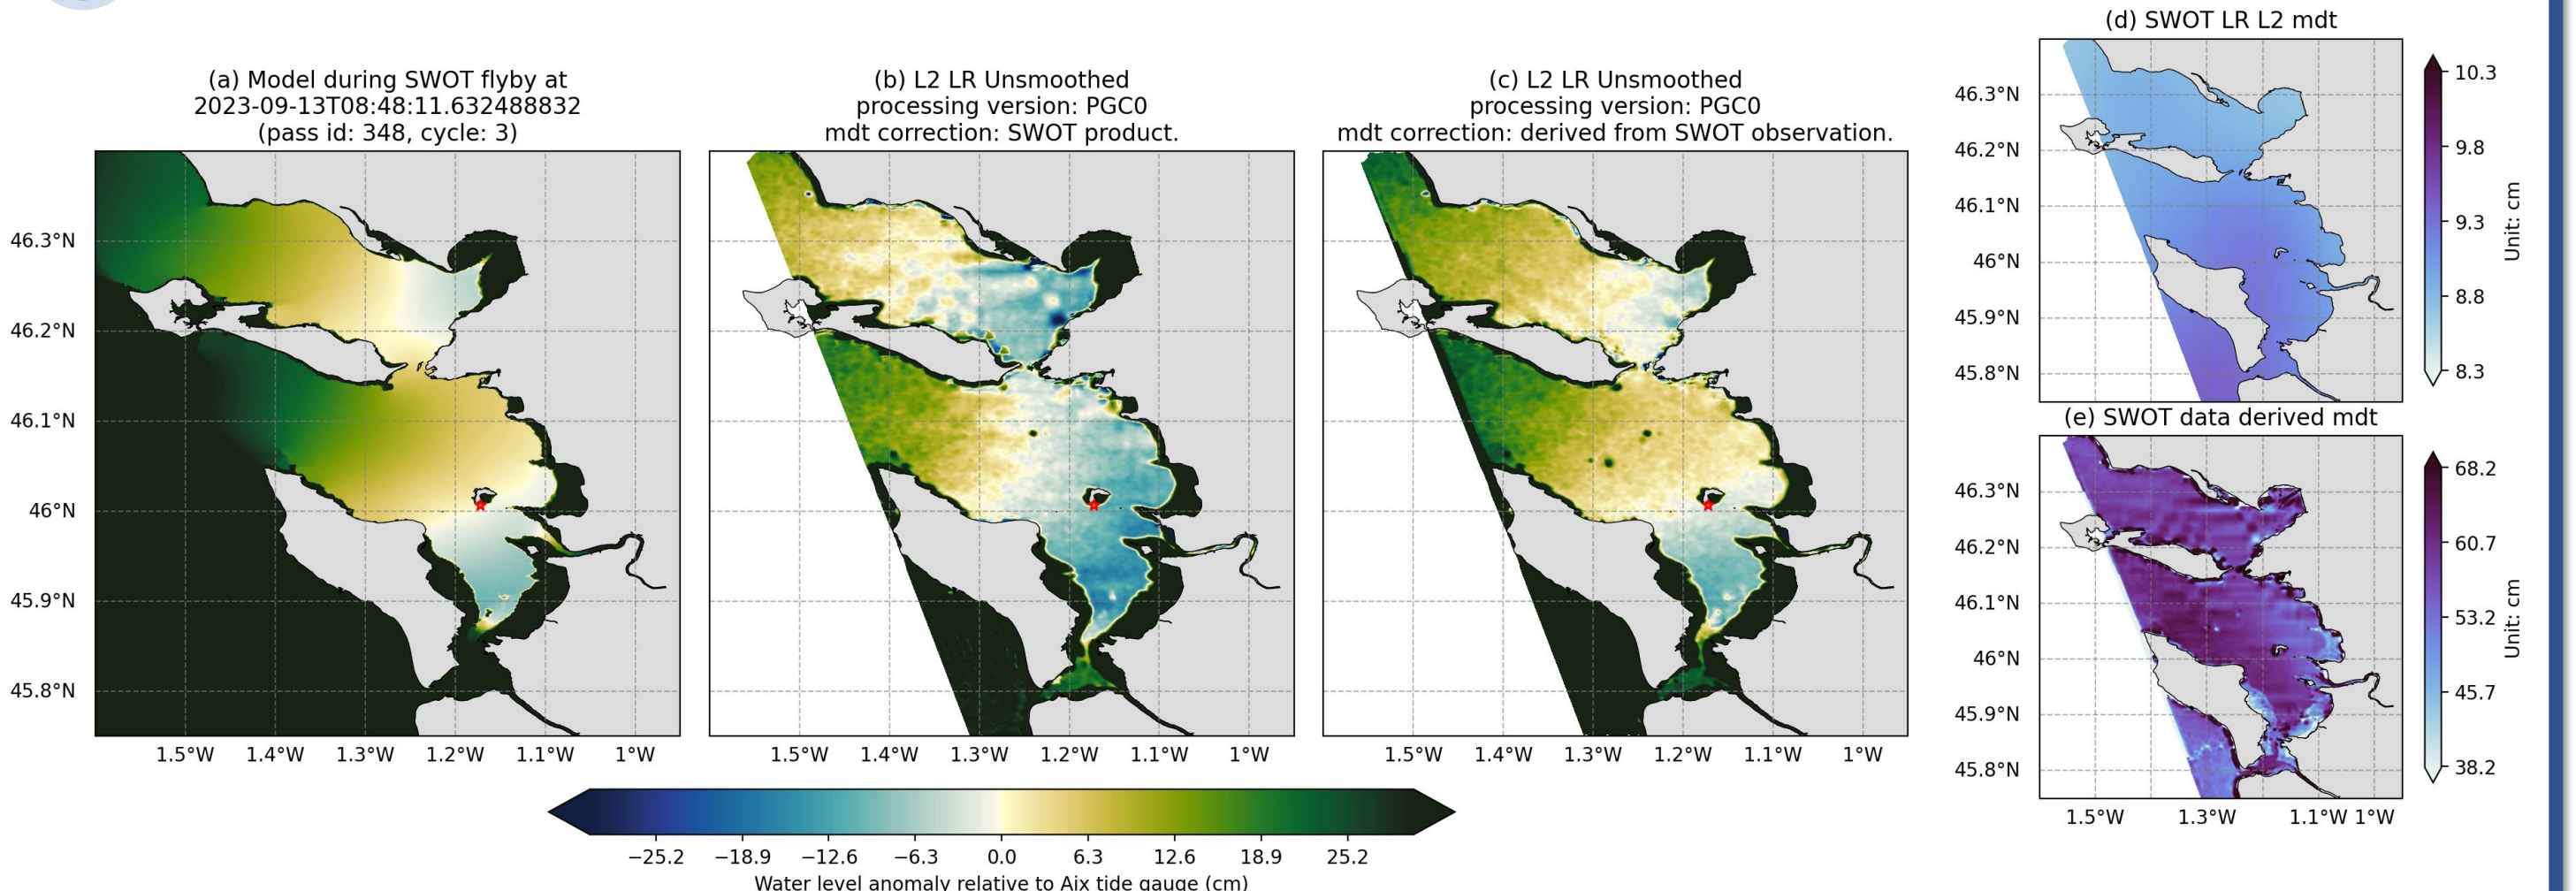 (a) Model during SWOT flyby at
2023-09-13T08:48:11.632488832
(pass id: 348, cycle: 3)
46.3°N
46.2°N
46.1°N
46°N
45.9°N
45.8°N
1.5°W 1.4°W 1.3°W 1.2°W 1.1°W 1°W
(b) L2 LR Unsmoothed
processing version: PGC0
mdt correction: SWOT product.
1.5°W 1.4°W 1.3°W 1.2°W 1.1°W 1°W
(c) L2 LR Unsmoothed
processing version: PGC0
mdt correction: derived from SWOT observation.
1.5°W 1.4°W 1.3°W 1.2°W 1.1°W 1°W
−25.2 −18.9 −12.6 −6.3 0.0 6.3 12.6 18.9 25.2
Water level anomaly relative to Aix tide gauge (cm)
(d) SWOT LR L2 mdt
46.3°N
46.2°N
46.1°N
46°N
45.9°N
45.8°N
10.3
9.8
9.3
8.8
8.3
Unit: cm
(e) SWOT data derived mdt
46.3°N
46.2°N
46.1°N
46°N
45.9°N
45.8°N
1.5°W 1.3°W 1.1°W 1°W
68.2
60.7
53.2
45.7
38.2
Unit: cm